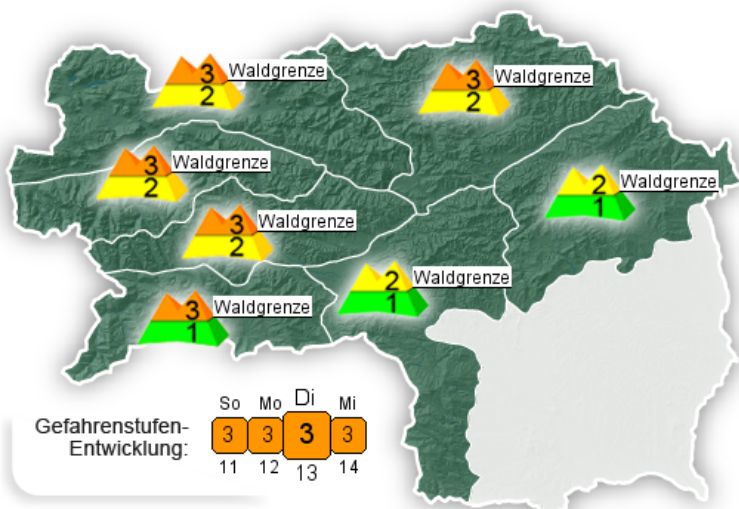 3 Waldgrenze
2
3 Waldgrenze
2
3 Waldgrenze
2
2 Waldgrenze
1
3 Waldgrenze
2
2 Waldgrenze
1
3 Waldgrenze
1
Gefahrenstufen-
Entwicklung:
So Mo Di Mi
3 3 3 3
11 12 13 14